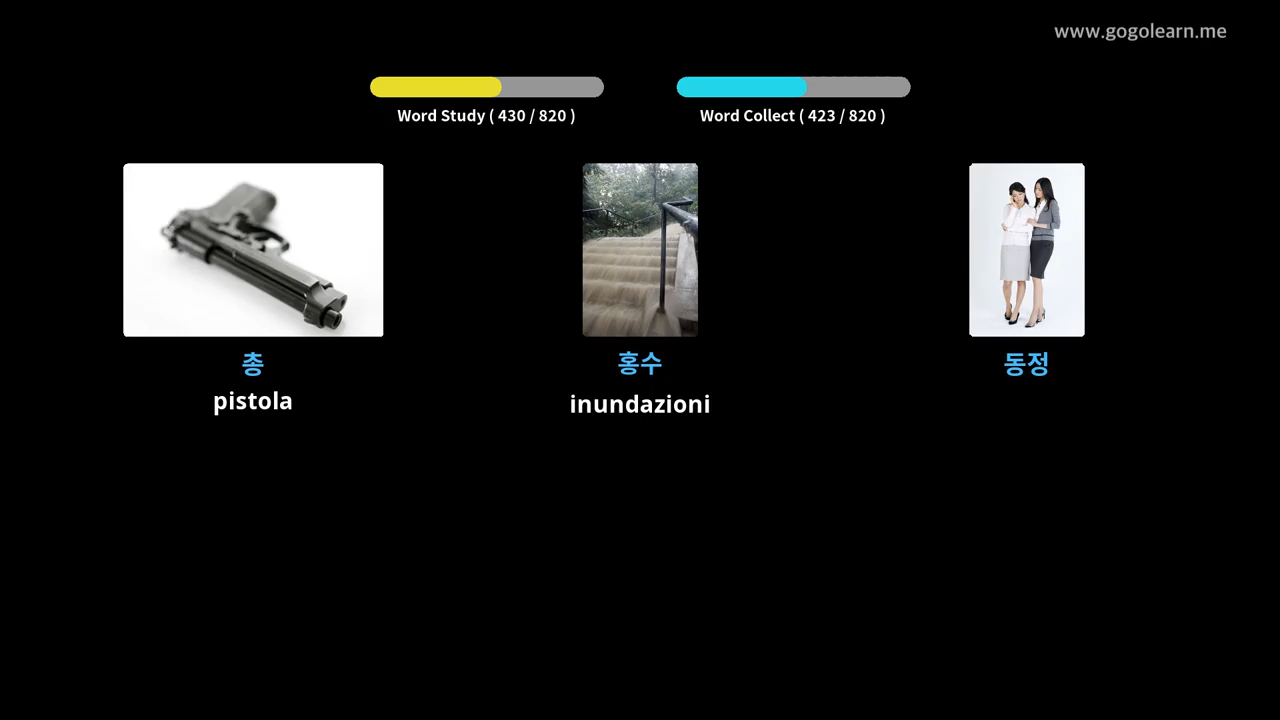 www.gogolearn.me
Word Study ( 430 / 820 )
Word Collect ( 423 / 820 )
총
pistola
홍수
inundazioni
동정